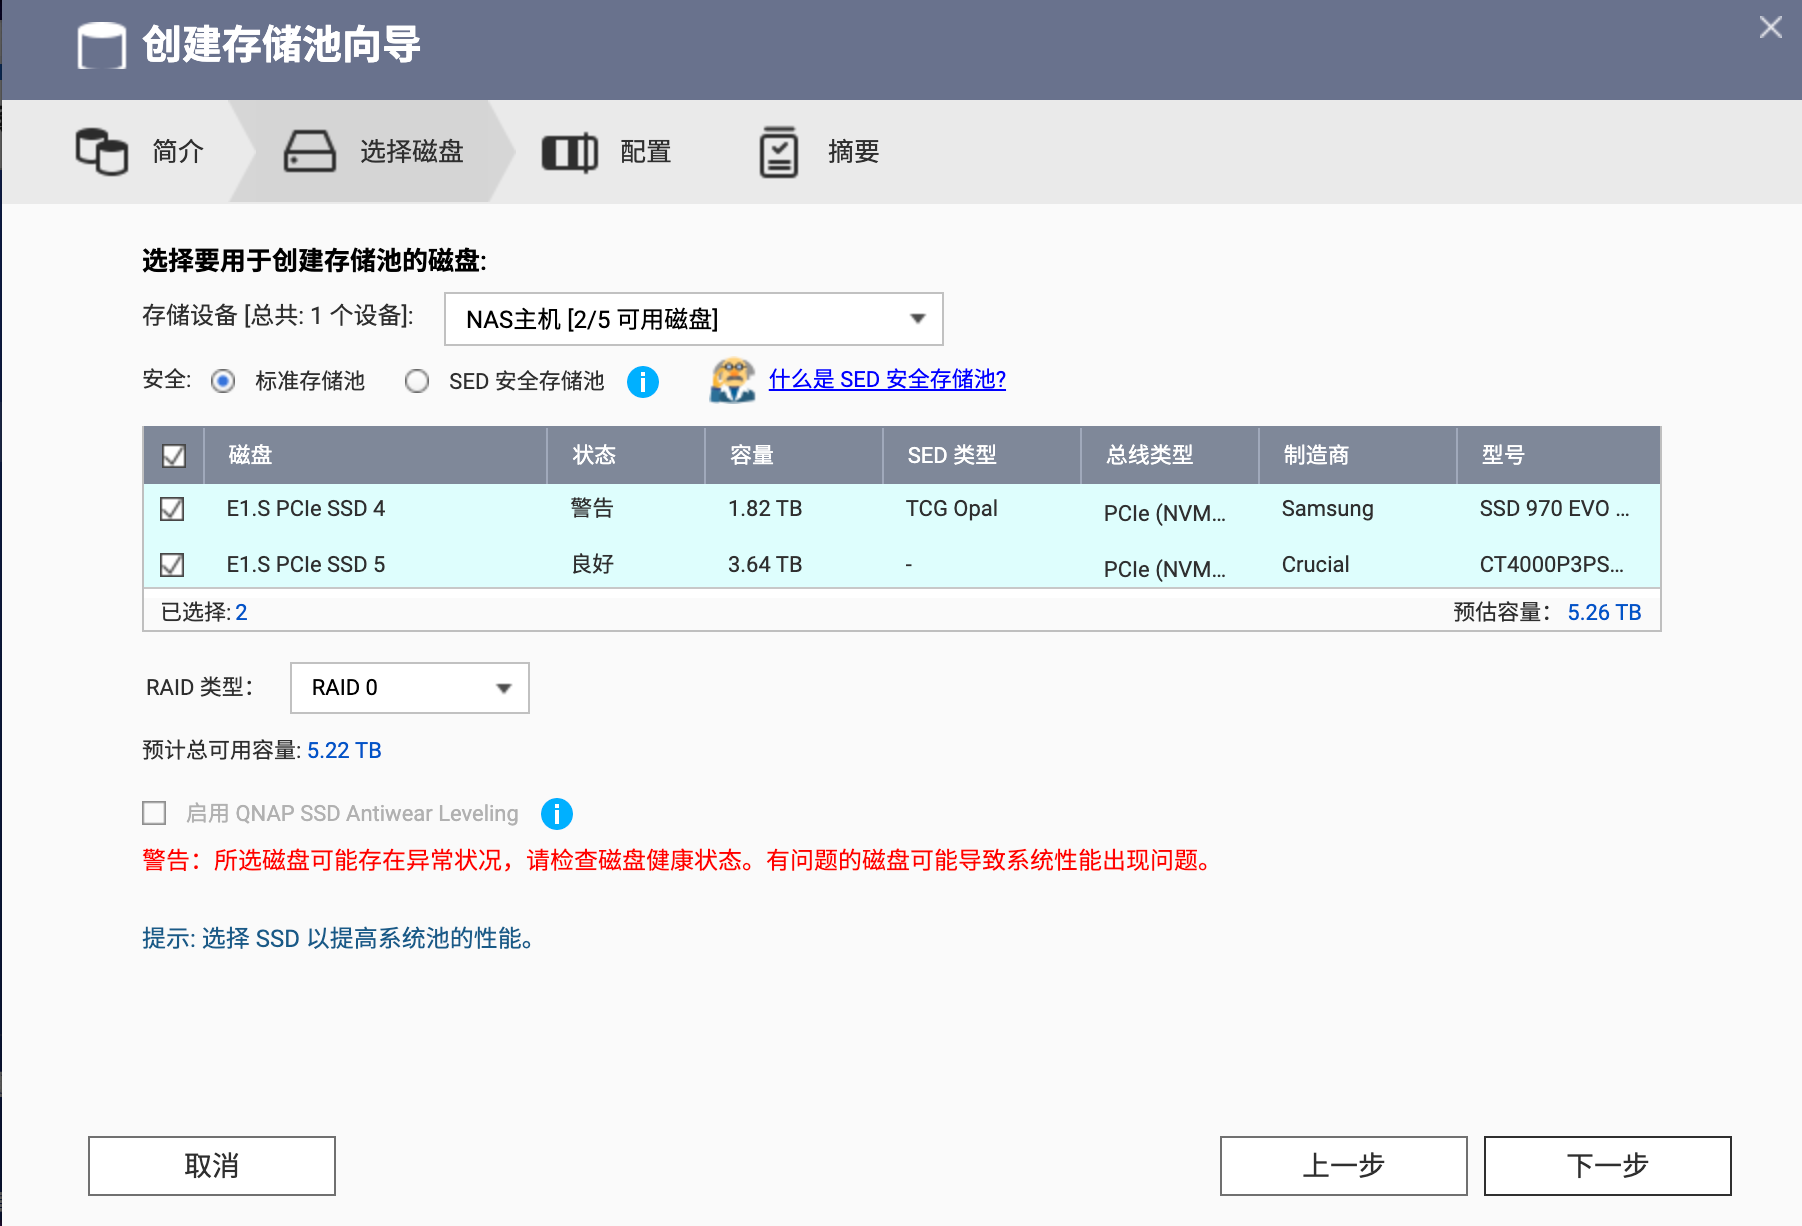 创建存储池向导
简介 选择磁盘 配置 摘要
选择要用于创建存储池的磁盘:
存储设备 [总共: 1 个设备]: NAS主机 [2/5 可用磁盘]
安全: 标准存储池 SED 安全存储池 i 什么是 SED 安全存储池?
磁盘 状态 容量 SED 类型 总线类型 制造商 型号
E1.S PCIe SSD 4 警告 1.82 TB TCG Opal PCIe (NVM... Samsung SSD 970 EVO ...
E1.S PCIe SSD 5 良好 3.64 TB - PCIe (NVM... Crucial CT4000P3PS...
已选择: 2 预估容量： 5.26 TB
RAID 类型： RAID 0
预计总可用容量: 5.22 TB
启用 QNAP SSD Antiwear Leveling i
警告：所选磁盘可能存在异常状况，请检查磁盘健康状态。有问题的磁盘可能导致系统性能出现问题。
提示: 选择 SSD 以提高系统池的性能。
取消 上一步 下一步